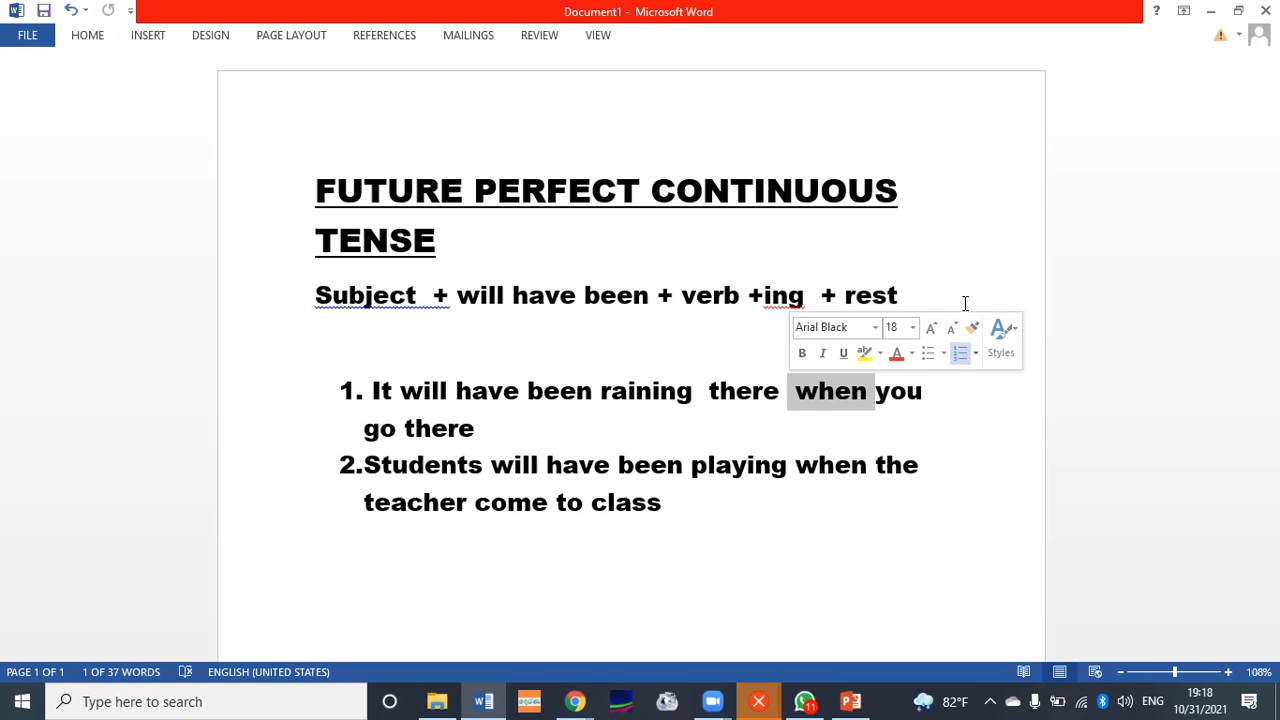 Document1 - Microsoft Word
?
FILE HOME INSERT DESIGN PAGE LAYOUT REFERENCES MAILINGS REVIEW VIEW
FUTURE PERFECT CONTINUOUS
TENSE
Subject + will have been + verb +ing + rest
Arial Black 18
B I U ab A Styles
1. It will have been raining there when you
go there
2.Students will have been playing when the
teacher come to class
PAGE 1 OF 1 1 OF 37 WORDS ENGLISH (UNITED STATES) 108%
Type here to search
11
82°F
ENG
19:18
10/31/2021